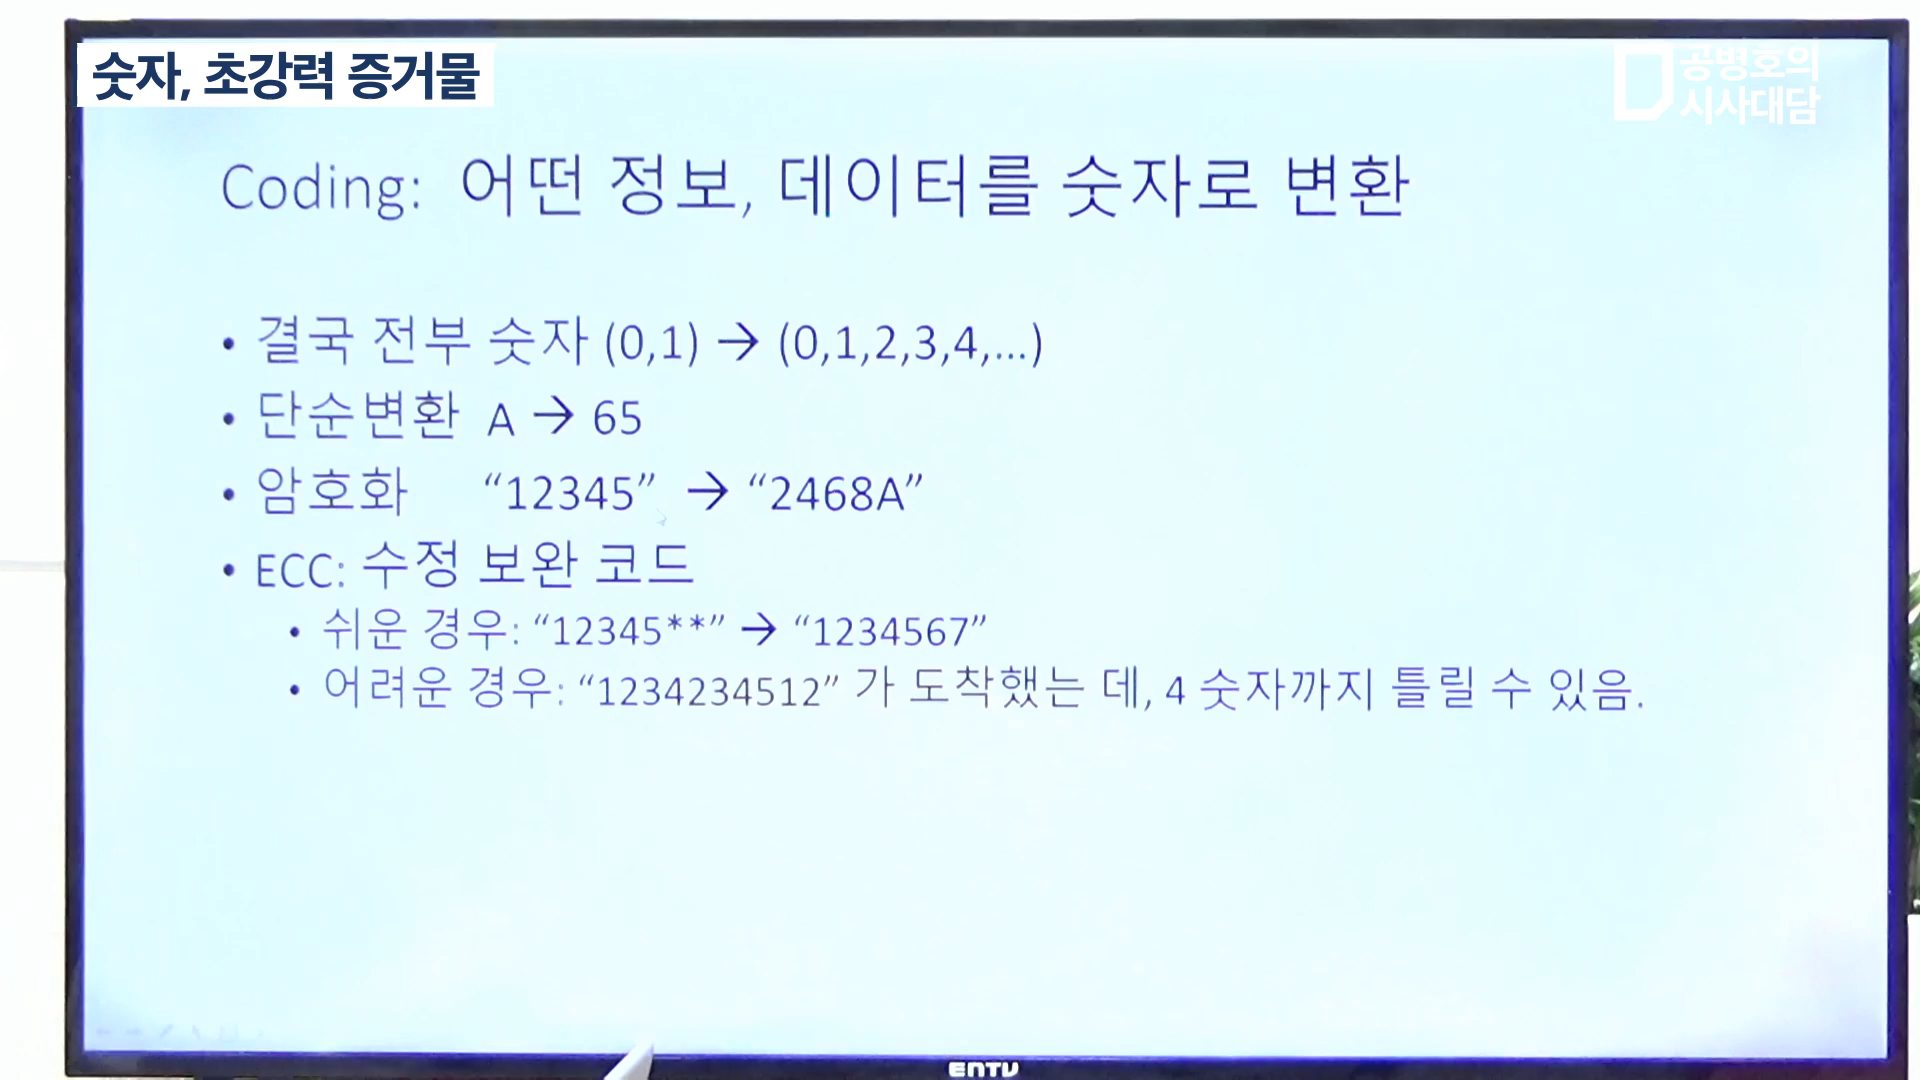 숫자, 초강력 증거물
공병호의
시사대담
Coding: 어떤 정보, 데이터를 숫자로 변환
• 결국 전부 숫자 (0,1) → (0,1,2,3,4,...)
• 단순변환 A → 65
• 암호화 “12345” → “2468A”
• ECC: 수정 보완 코드
• 쉬운 경우: “12345**” → “1234567”
• 어려운 경우: “1234234512” 가 도착했는 데, 4 숫자까지 틀릴 수 있음.
ENTV